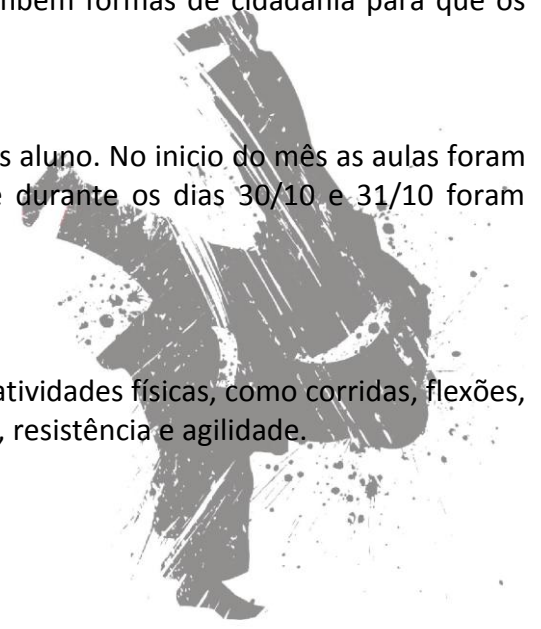 mbém formas de cidadania para que os
s aluno. No inicio do mês as aulas foram
e durante os dias 30/10 e 31/10 foram
atividades físicas, como corridas, flexões,
, resistência e agilidade.